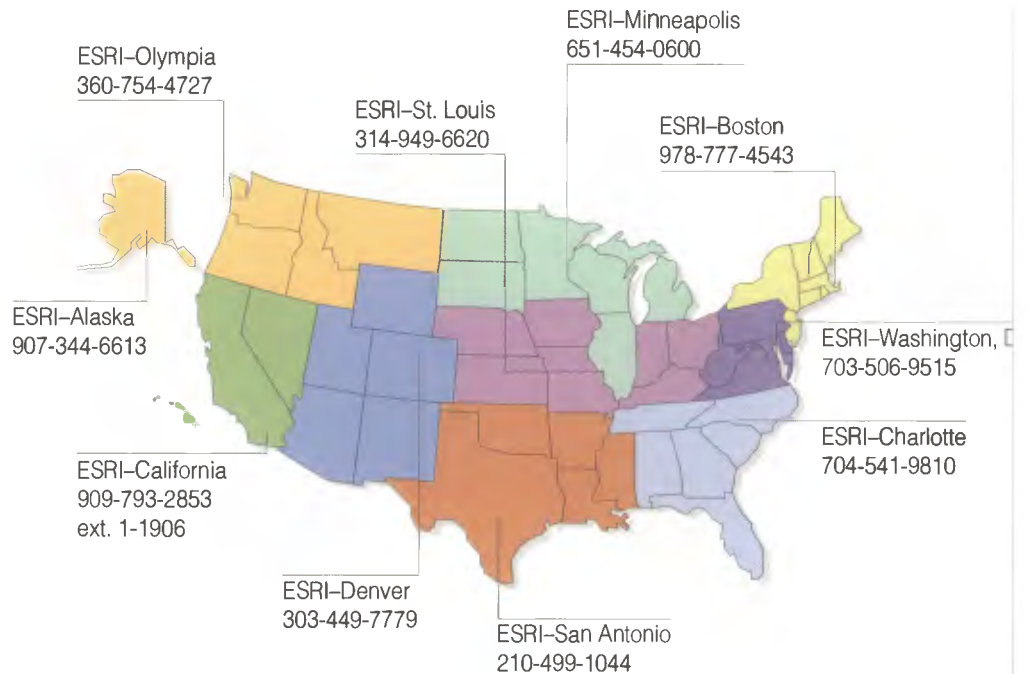 ESRI–Minneapolis
651-454-0600
ESRI–Olympia
360-754-4727
ESRI–St. Louis
314-949-6620
ESRI–Boston
978-777-4543
ESRI–Alaska
907-344-6613
ESRI–Washington,
703-506-9515
ESRI–Charlotte
704-541-9810
ESRI–California
909-793-2853
ext. 1-1906
ESRI–Denver
303-449-7779
ESRI–San Antonio
210-499-1044